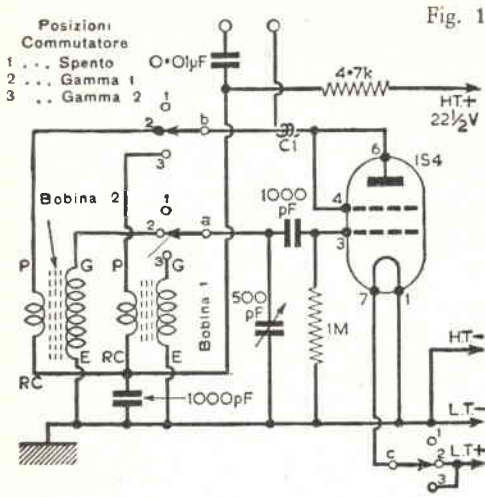 Fig. 1
Posizioni
Commutatore
1 ... Spento
2 ... Gamma 1
3 .. Gamma 2
0·01µF
4·7k
HT.+
22½V
1
2
b
3
C1
6
1S4
4
3
7
1
1000
pF
Bobina 2
1
2
a
3
P
G
P
G
Bobina 1
500
pF
1M
RC
E
RC
E
1000pF
H.T-
L.T-
1
c
2
L.T+
3